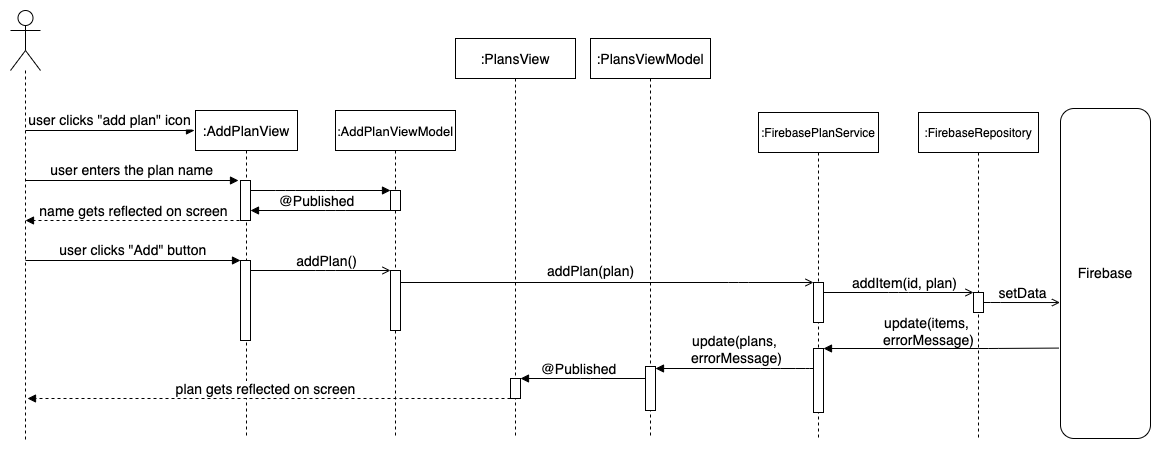 :PlansView
:PlansViewModel
user clicks "add plan" icon
:AddPlanView
:AddPlanViewModel
:FirebasePlanService
:FirebaseRepository
user enters the plan name
@Published
name gets reflected on screen
user clicks "Add" button
addPlan()
addPlan(plan)
addItem(id, plan)
setData
Firebase
update(items,
errorMessage)
update(plans,
errorMessage)
@Published
plan gets reflected on screen